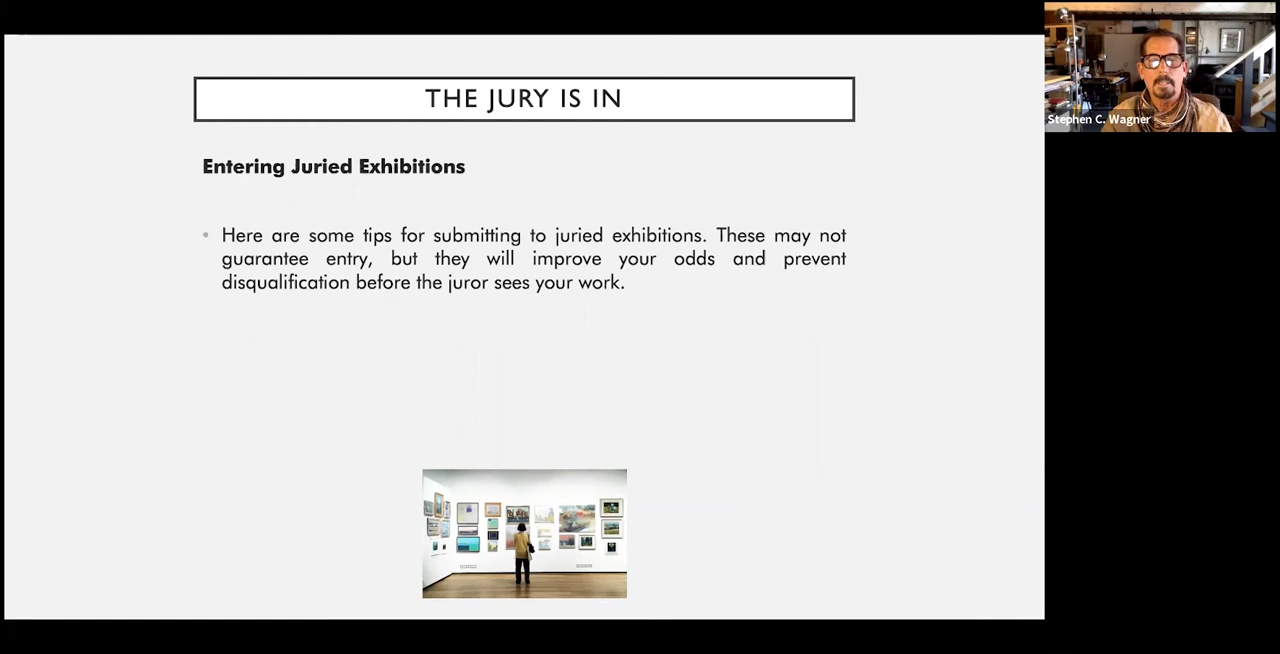 THE JURY IS IN
Stephen C. Wagner
Entering Juried Exhibitions
• Here are some tips for submitting to juried exhibitions. These may not
guarantee entry, but they will improve your odds and prevent
disqualification before the juror sees your work.